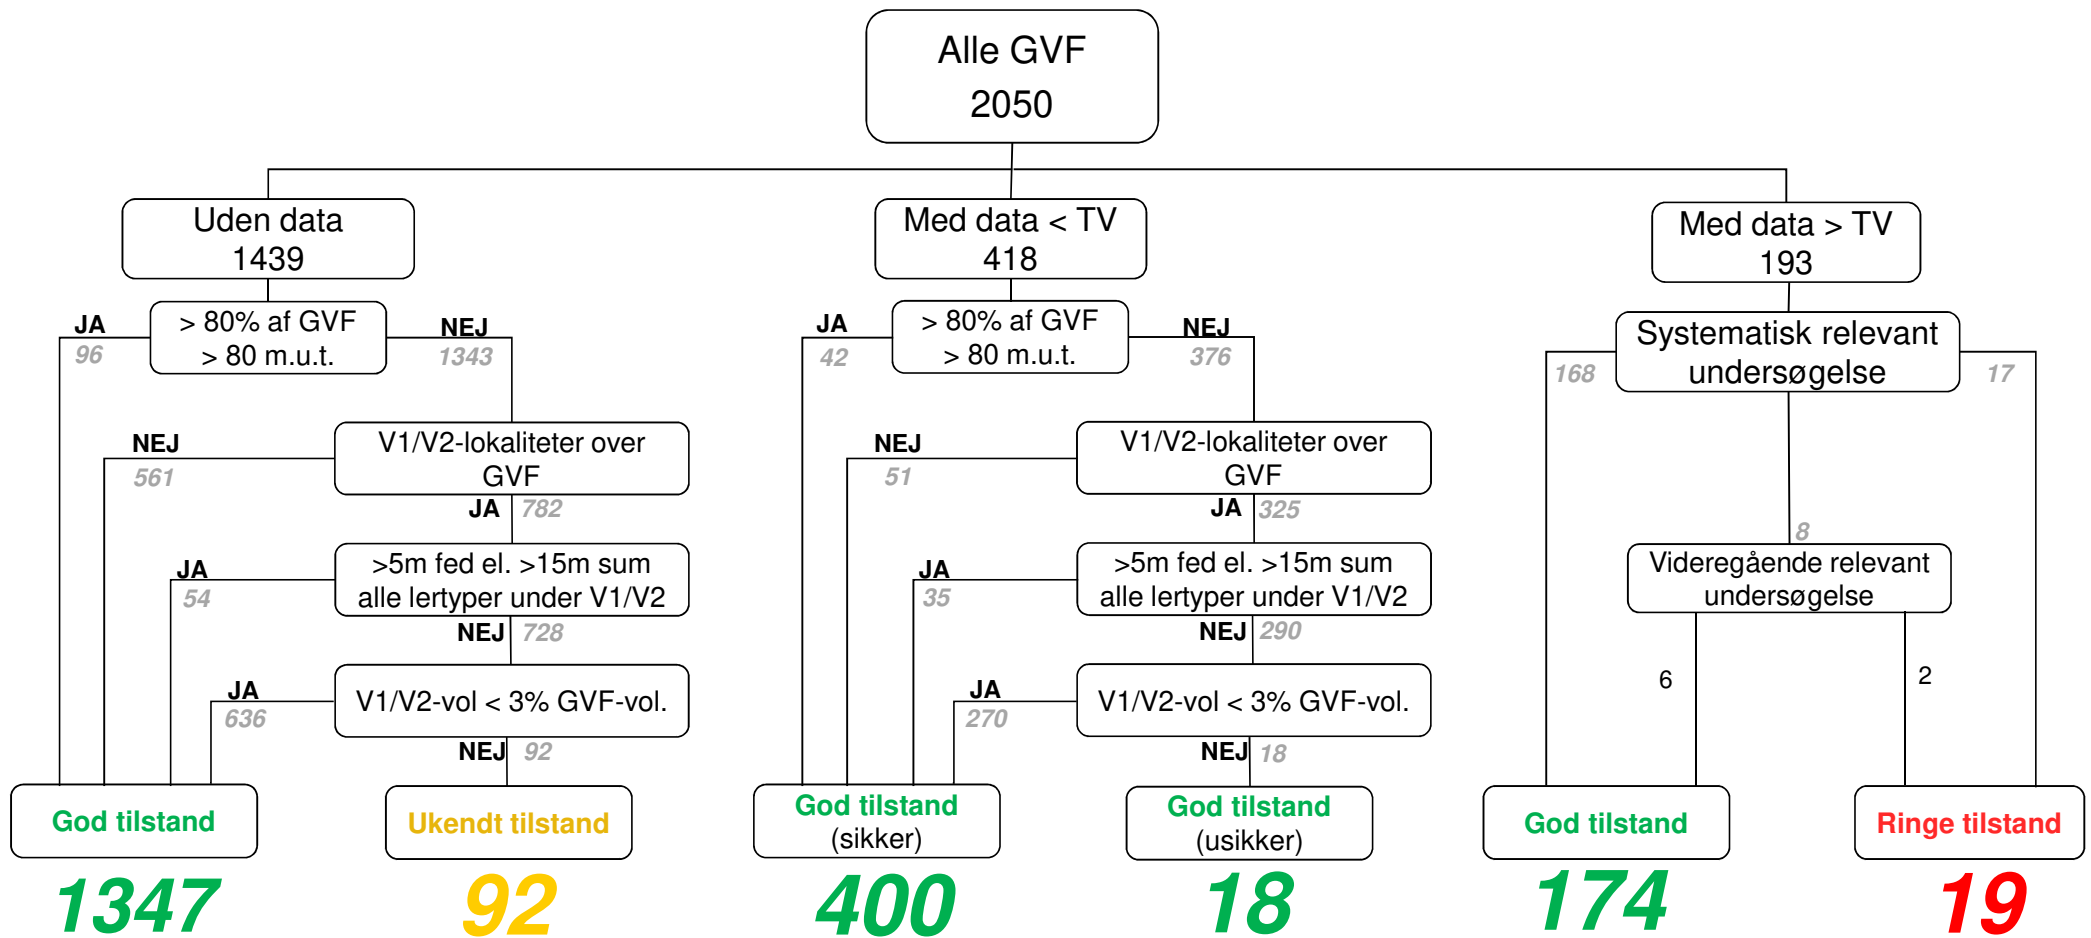 Alle GVF
2050
Uden data
1439
> 80% af GVF
> 80 m.u.t.
JA
96
NEJ
1343
V1/V2-lokaliteter over
GVF
NEJ
561
JA 782
>5m fed el. >15m sum
alle lertyper under V1/V2
JA
54
NEJ 728
V1/V2-vol < 3% GVF-vol.
JA
636
NEJ 92
God tilstand
1347
Ukendt tilstand
92
Med data < TV
418
> 80% af GVF
> 80 m.u.t.
JA
42
NEJ
376
V1/V2-lokaliteter over
GVF
NEJ
51
JA 325
>5m fed el. >15m sum
alle lertyper under V1/V2
JA
35
NEJ 290
V1/V2-vol < 3% GVF-vol.
JA
270
NEJ 18
God tilstand
(sikker)
400
God tilstand
(usikker)
18
Med data > TV
193
Systematisk relevant
undersøgelse
168
17
8
Videregående relevant
undersøgelse
6
2
God tilstand
174
Ringe tilstand
19